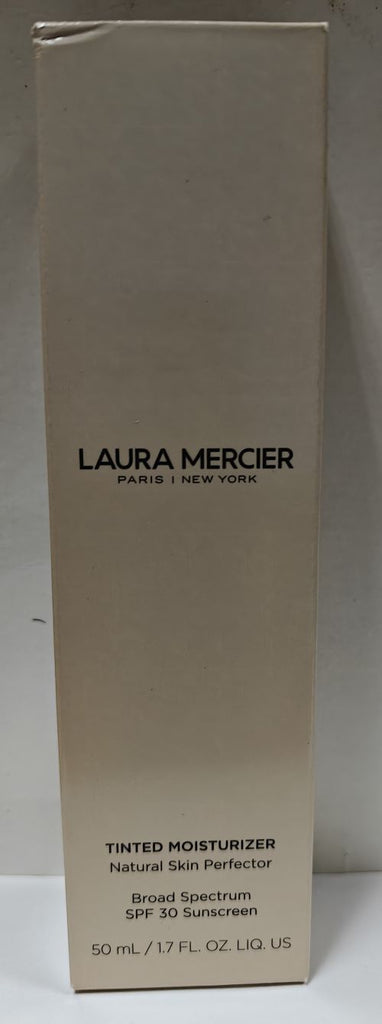 LAURA MERCIER
PARIS | NEW YORK
TINTED MOISTURIZER
Natural Skin Perfector
Broad Spectrum
SPF 30 Sunscreen
50 mL / 1.7 FL. OZ. LIQ. US